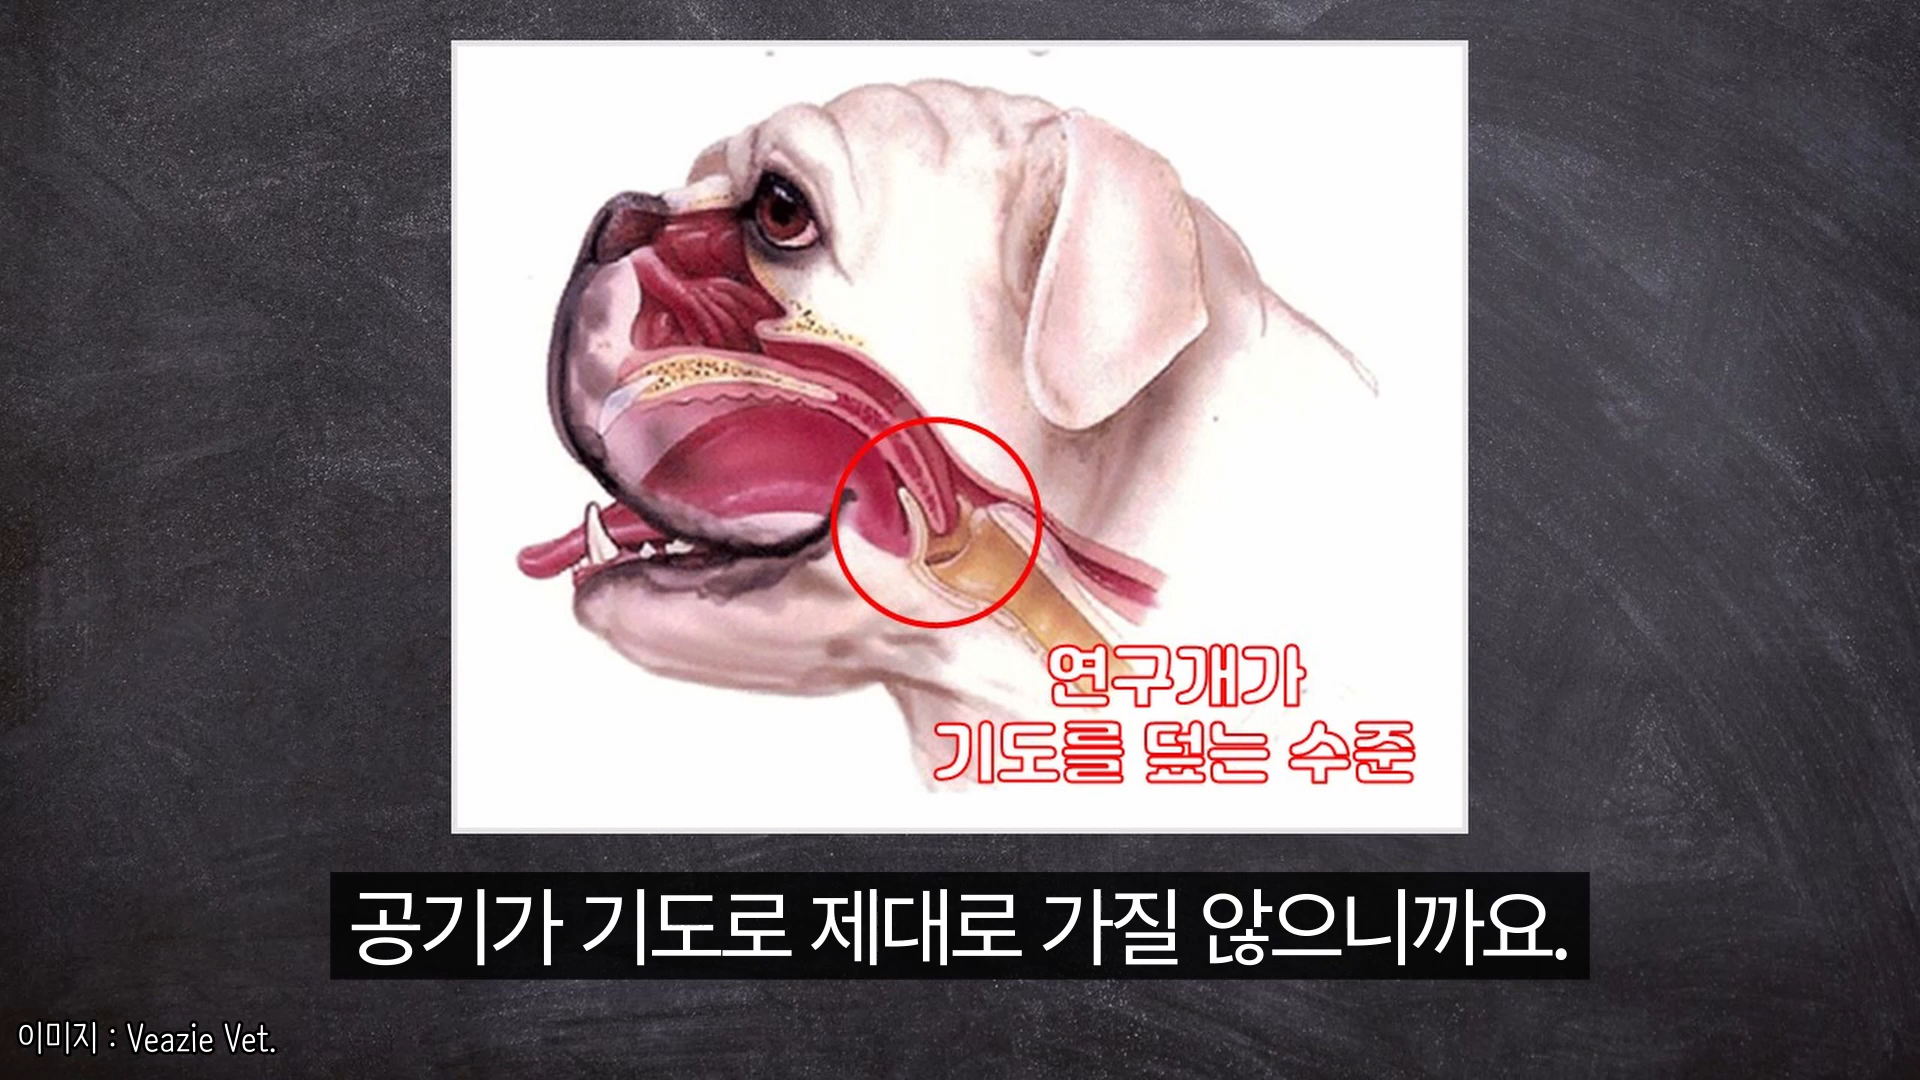 연구개가
기도를 덮는 수준
공기가 기도로 제대로 가질 않으니까요.
이미지 : Veazie Vet.